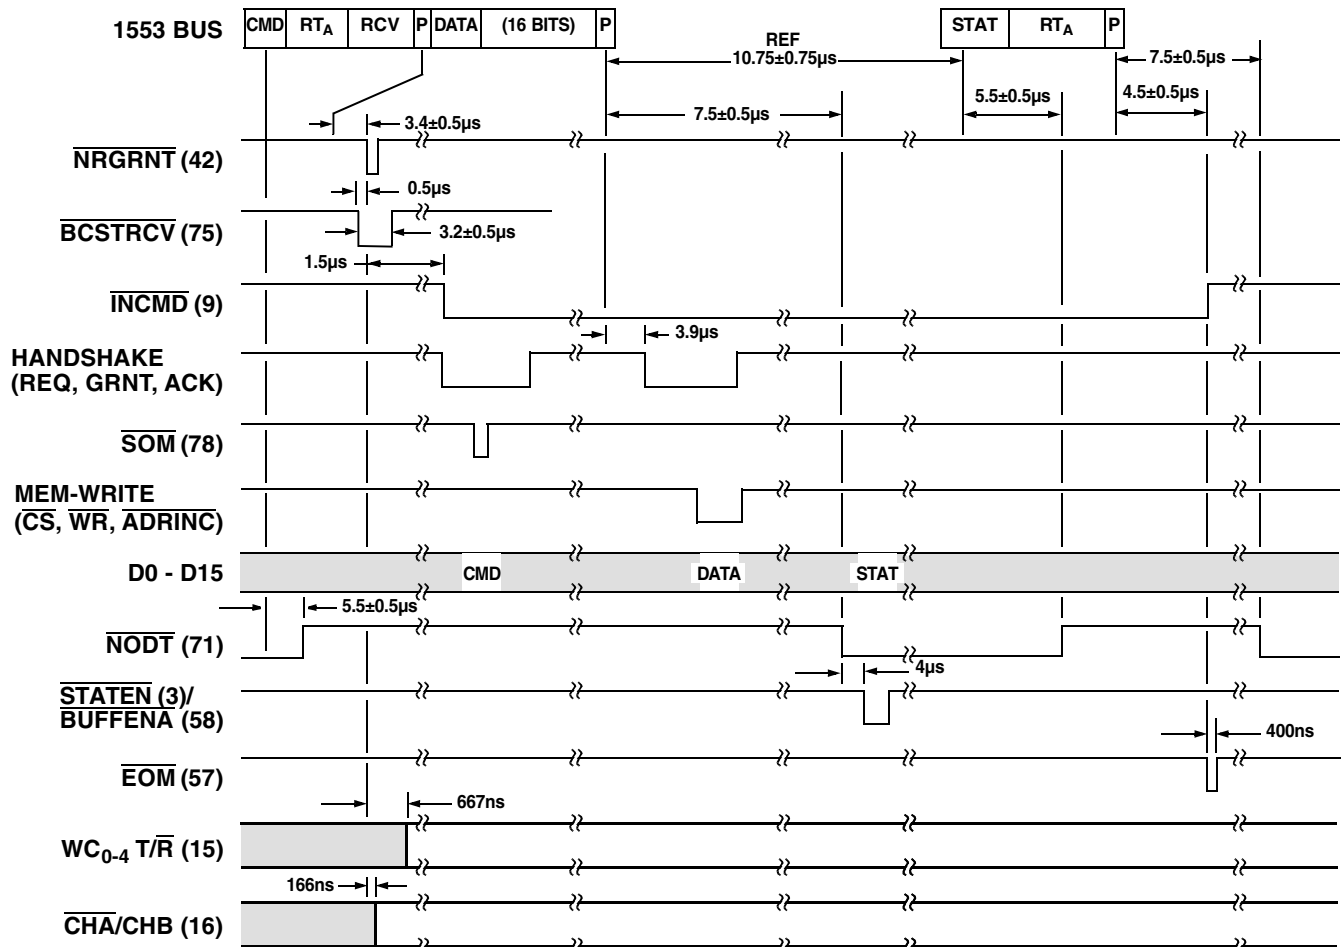 1553 BUS CMD RTA RCV P DATA (16 BITS) P STAT RTA P
REF
10.75±0.75µs
7.5±0.5µs
5.5±0.5µs
4.5±0.5µs
7.5±0.5µs
3.4±0.5µs
NRGRNT (42)
0.5µs
BCSTRCV (75)
3.2±0.5µs
1.5µs
INCMD (9)
3.9µs
HANDSHAKE
(REQ, GRNT, ACK)
SOM (78)
MEM-WRITE
(CS, WR, ADRINC)
D0 - D15 CMD DATA STAT
5.5±0.5µs
NODT (71)
4µs
STATEN (3)/
BUFFENA (58)
400ns
EOM (57)
667ns
WC0-4 T/R (15)
166ns
CHA/CHB (16)